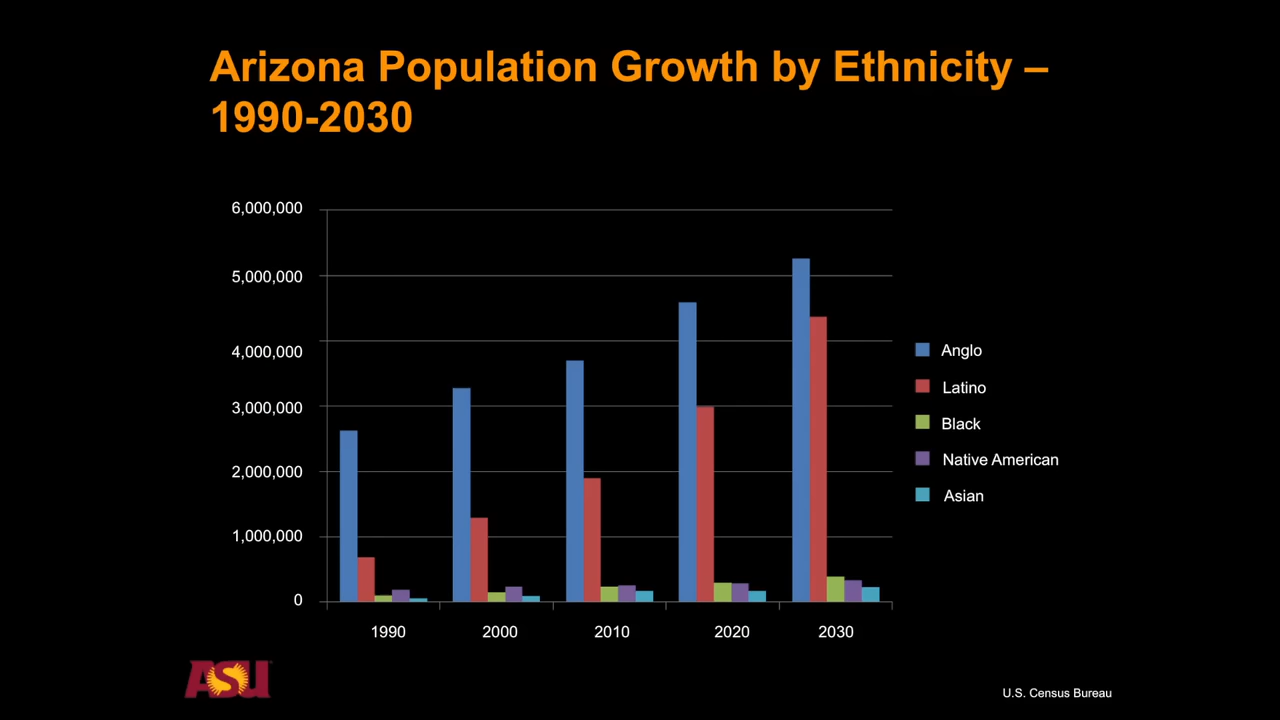 Arizona Population Growth by Ethnicity –
1990-2030
6,000,000
5,000,000
4,000,000
3,000,000
2,000,000
1,000,000
0
1990
2000
2010
2020
2030
Anglo
Latino
Black
Native American
Asian
ASU
U.S. Census Bureau